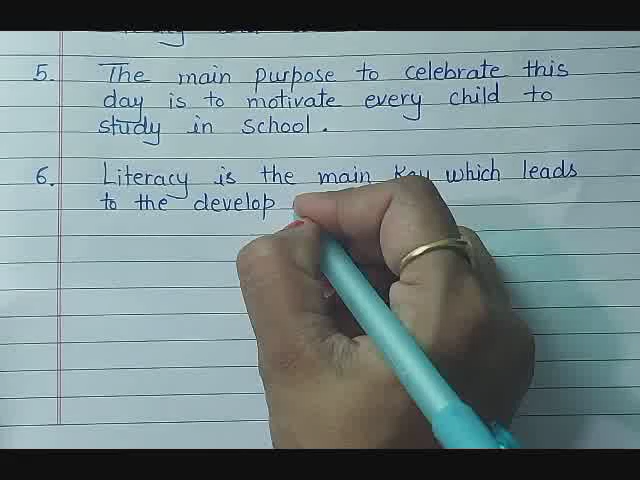 5. The main purpose to celebrate this
day is to motivate every child to
study in school.
6. Literacy is the main key which leads
to the develop